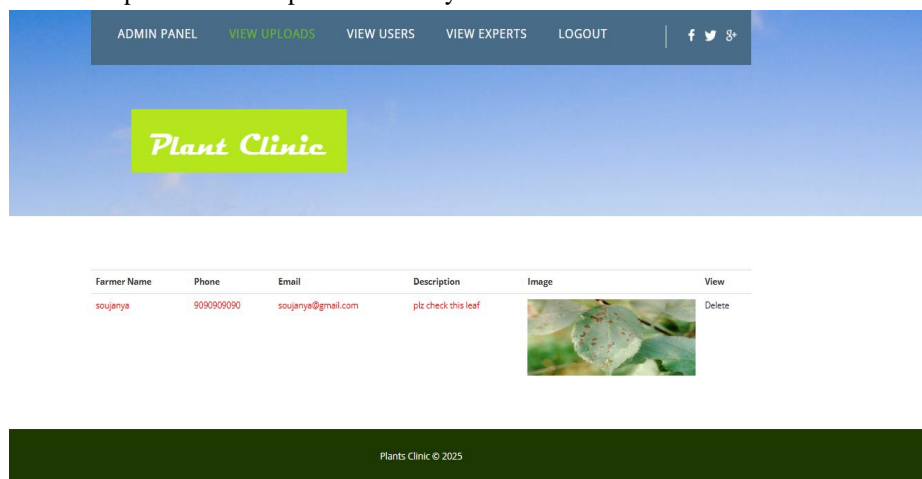 ADMIN PANEL VIEW UPLOADS VIEW USERS VIEW EXPERTS LOGOUT
Plant Clinic
Farmer Name Phone Email Description Image View
soujanya 9090909090 soujanya@gmail.com plz check this leaf Delete
Plants Clinic © 2025